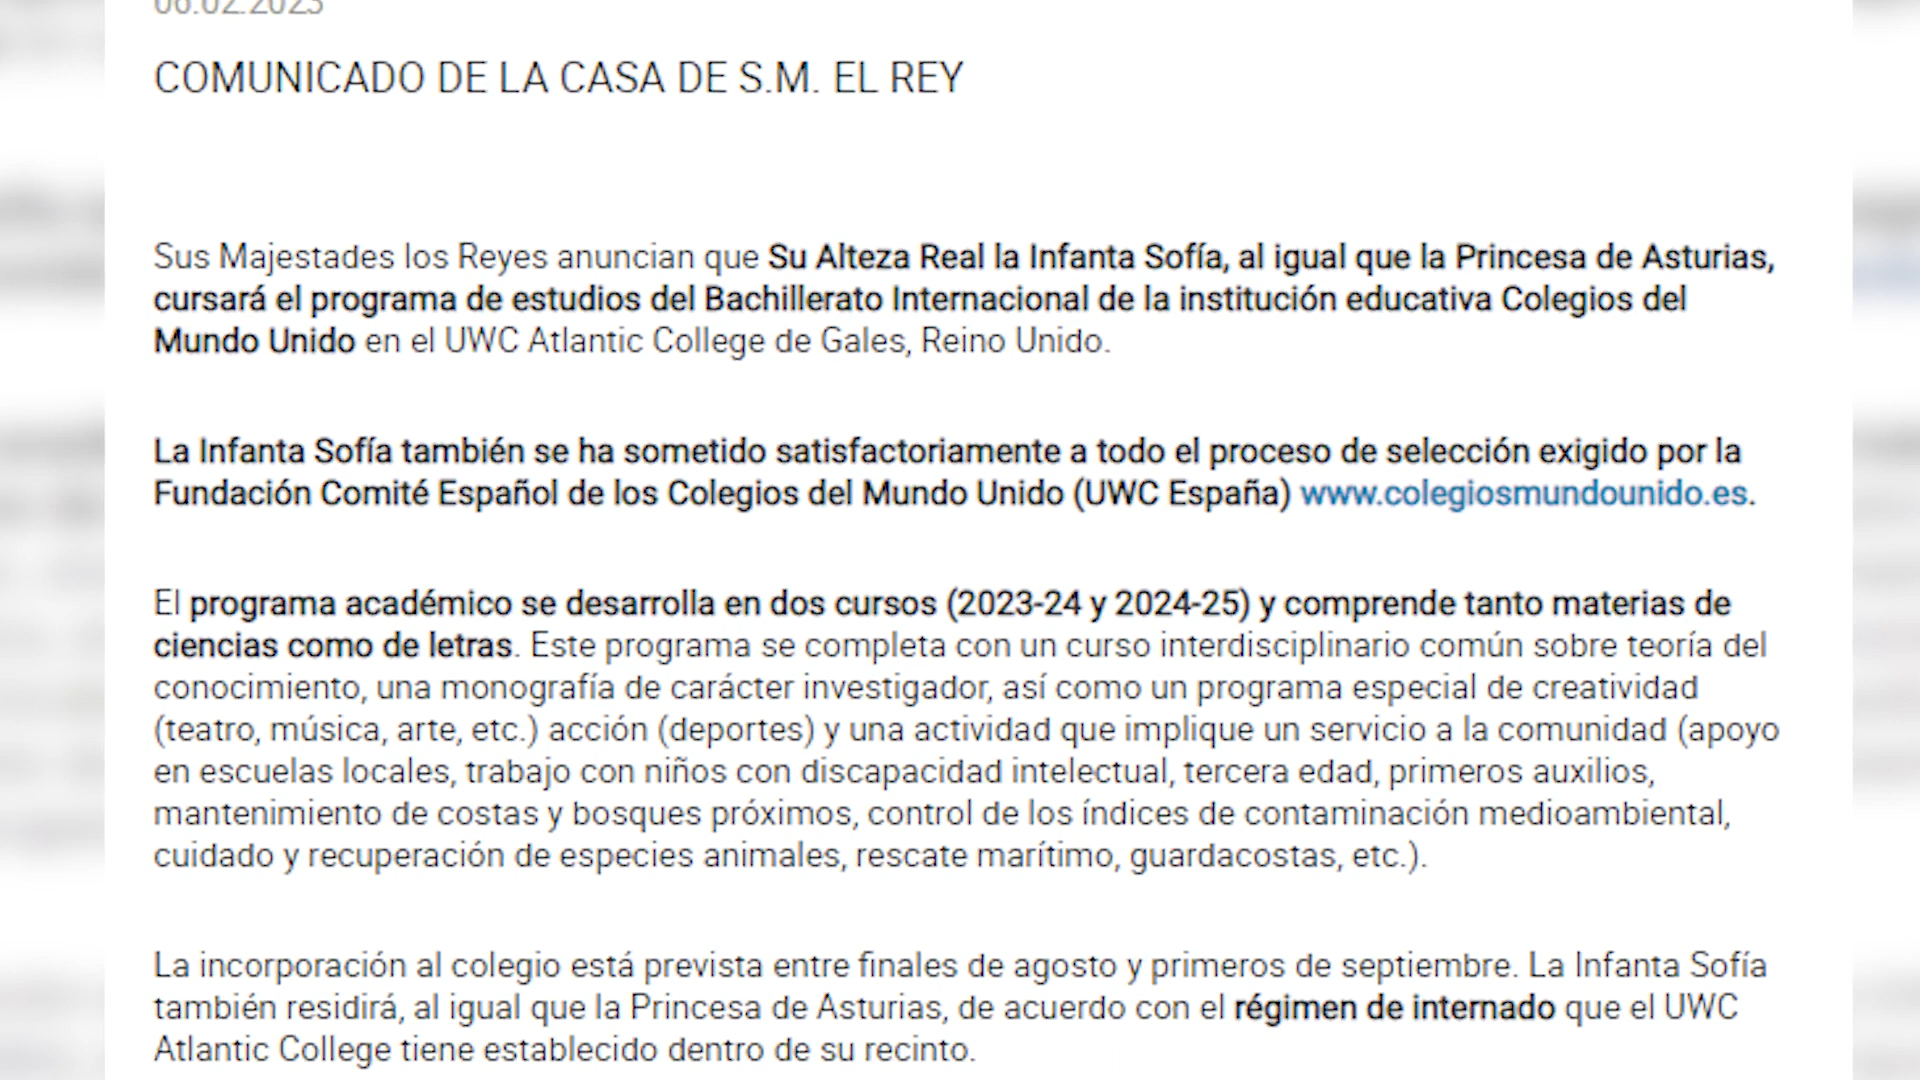 06.02.2023
COMUNICADO DE LA CASA DE S.M. EL REY
Sus Majestades los Reyes anuncian que Su Alteza Real la Infanta Sofía, al igual que la Princesa de Asturias,
cursará el programa de estudios del Bachillerato Internacional de la institución educativa Colegios del
Mundo Unido en el UWC Atlantic College de Gales, Reino Unido.
La Infanta Sofía también se ha sometido satisfactoriamente a todo el proceso de selección exigido por la
Fundación Comité Español de los Colegios del Mundo Unido (UWC España) www.colegiosmundounido.es.
El programa académico se desarrolla en dos cursos (2023-24 y 2024-25) y comprende tanto materias de
ciencias como de letras. Este programa se completa con un curso interdisciplinario común sobre teoría del
conocimiento, una monografía de carácter investigador, así como un programa especial de creatividad
(teatro, música, arte, etc.) acción (deportes) y una actividad que implique un servicio a la comunidad (apoyo
en escuelas locales, trabajo con niños con discapacidad intelectual, tercera edad, primeros auxilios,
mantenimiento de costas y bosques próximos, control de los índices de contaminación medioambiental,
cuidado y recuperación de especies animales, rescate marítimo, guardacostas, etc.).
La incorporación al colegio está prevista entre finales de agosto y primeros de septiembre. La Infanta Sofía
también residirá, al igual que la Princesa de Asturias, de acuerdo con el régimen de internado que el UWC
Atlantic College tiene establecido dentro de su recinto.